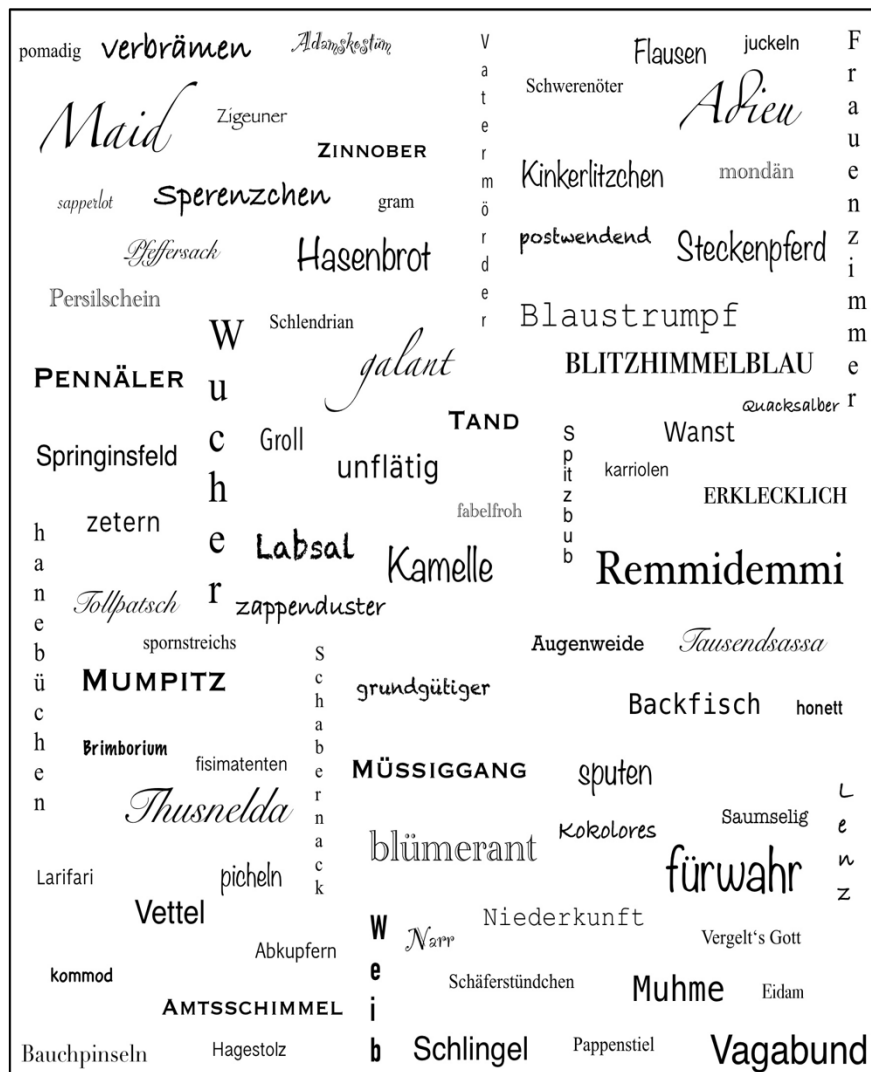 pomadig verbrämen Adamskostüm
Vatermörder
Flausen juckeln
Frauenzimmer
Schwerenöter
Maid Zigeuner
Adieu
ZINNOBER
Kinkerlitzchen mondän
sapperlot Sperenzchen gram
postwendend Steckenpferd
Pfeffersack Hasenbrot
Persilschein
Blaustrumpf
Wucher
Schlendrian
galant
BLITZHIMMELBLAU
PENNÄLER
Quacksalber
TAND
Spitzbub
Wanst
Springinsfeld
Groll
unflätig
karriolen
ERKLECKLICH
hanebüchen
zetern
fabelfroh
Labsal
Kamelle
Remmidemmi
Tollpatsch
zappenduster
spornstreichs
Schabernack
Augenweide Tausendsassa
MUMPITZ
grundgütiger
Backfisch honett
Brimborium
fisimatenten
MÜSSIGGANG sputen
Lenz
Thusnelda
blümerant
Kokolores
Saumselig
Larifari picheln
fürwahr
Vettel
Weib
Narr
Niederkunft
Vergelt‘s Gott
Abkupfern
kommod
Schäferstündchen
Muhme Eidam
AMTSSCHIMMEL
Bauchpinseln Hagestolz
Schlingel Pappenstiel Vagabund